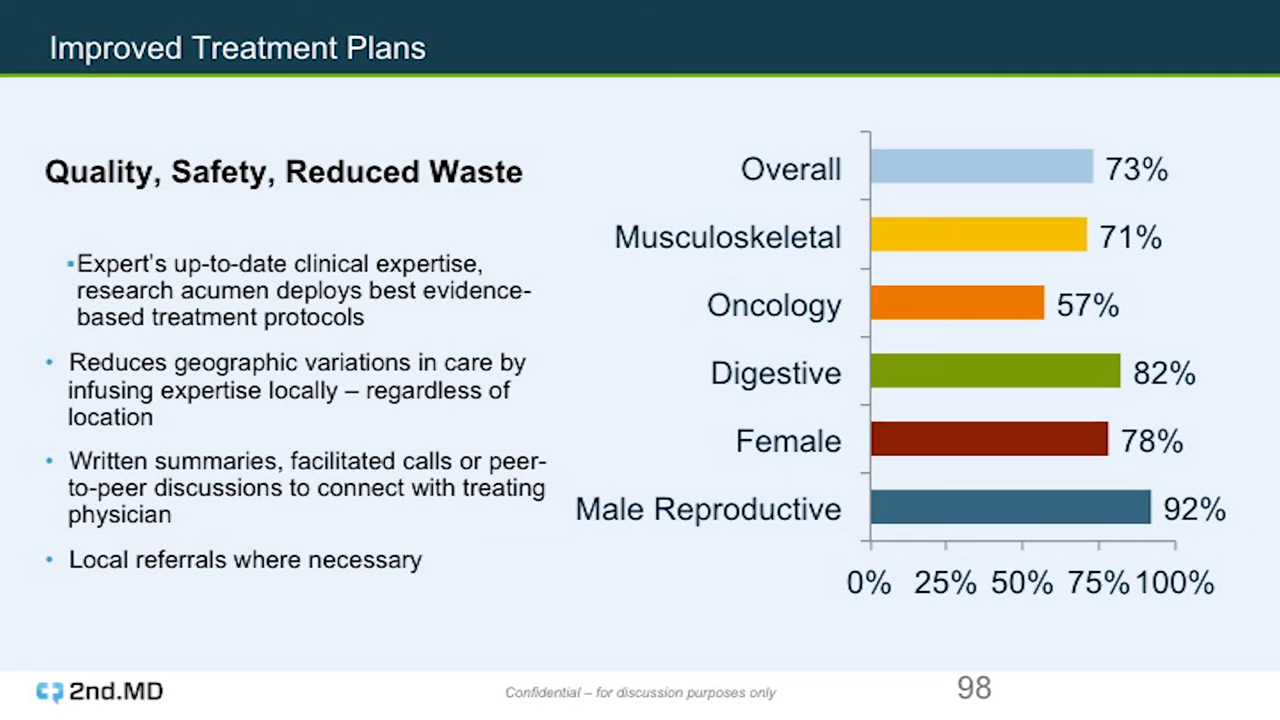 Improved Treatment Plans
Quality, Safety, Reduced Waste
▪Expert's up-to-date clinical expertise,
research acumen deploys best evidence-
based treatment protocols
• Reduces geographic variations in care by
infusing expertise locally – regardless of
location
• Written summaries, facilitated calls or peer-
to-peer discussions to connect with treating
physician
• Local referrals where necessary
Overall 73%
Musculoskeletal 71%
Oncology 57%
Digestive 82%
Female 78%
Male Reproductive 92%
0% 25% 50% 75% 100%
2nd.MD
Confidential – for discussion purposes only
98